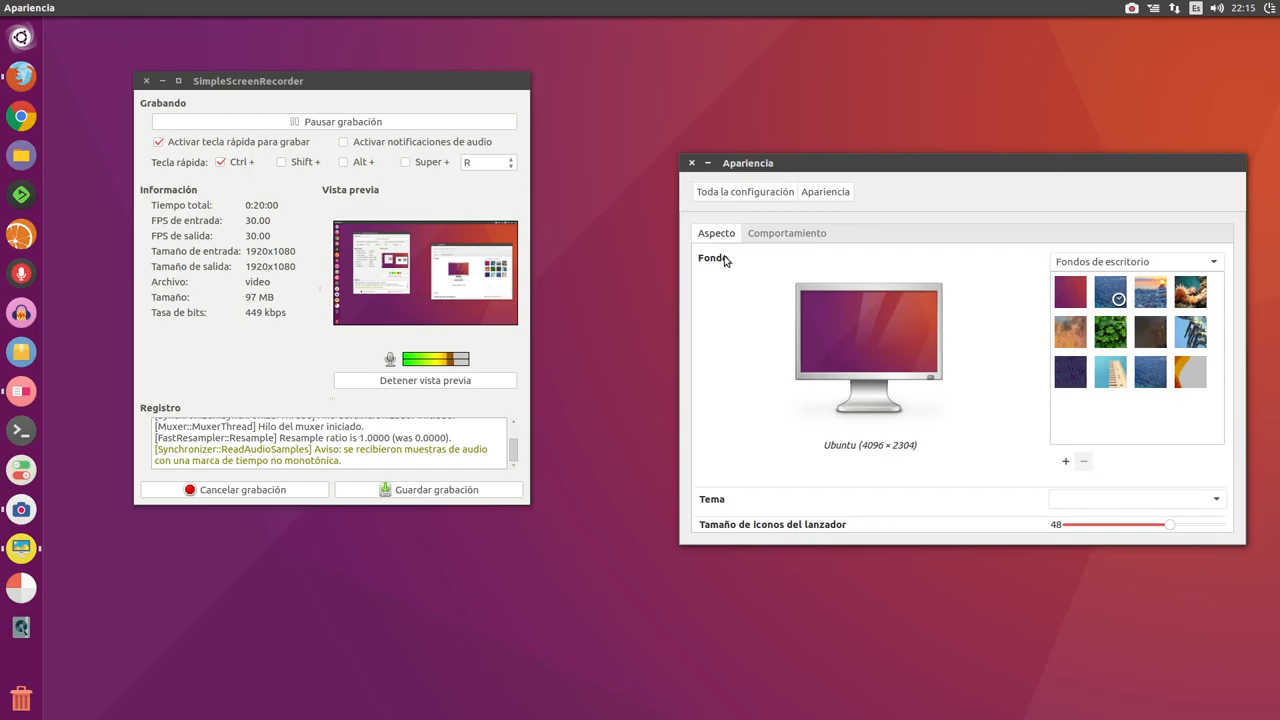 Apariencia
Es
22:15
SimpleScreenRecorder
Grabando
Pausar grabación
Activar tecla rápida para grabar
Activar notificaciones de audio
Tecla rápida:
Ctrl +
Shift +
Alt +
Super +
R
Información
Tiempo total: 0:20:00
FPS de entrada: 30.00
FPS de salida: 30.00
Tamaño de entrada: 1920x1080
Tamaño de salida: 1920x1080
Archivo: video
Tamaño: 97 MB
Tasa de bits: 449 kbps
Vista previa
Detener vista previa
Registro
[Muxer::MuxerThread] Hilo del muxer iniciado.
[FastResampler::Resample] Resample ratio is 1.0000 (was 0.0000).
[Synchronizer::ReadAudioSamples] Aviso: se recibieron muestras de audio
con una marca de tiempo no monotónica.
Cancelar grabación
Guardar grabación
Apariencia
Toda la configuración
Apariencia
Aspecto
Comportamiento
Fondo
Fondos de escritorio
Ubuntu (4096 × 2304)
+
−
Tema
Tamaño de iconos del lanzador
48